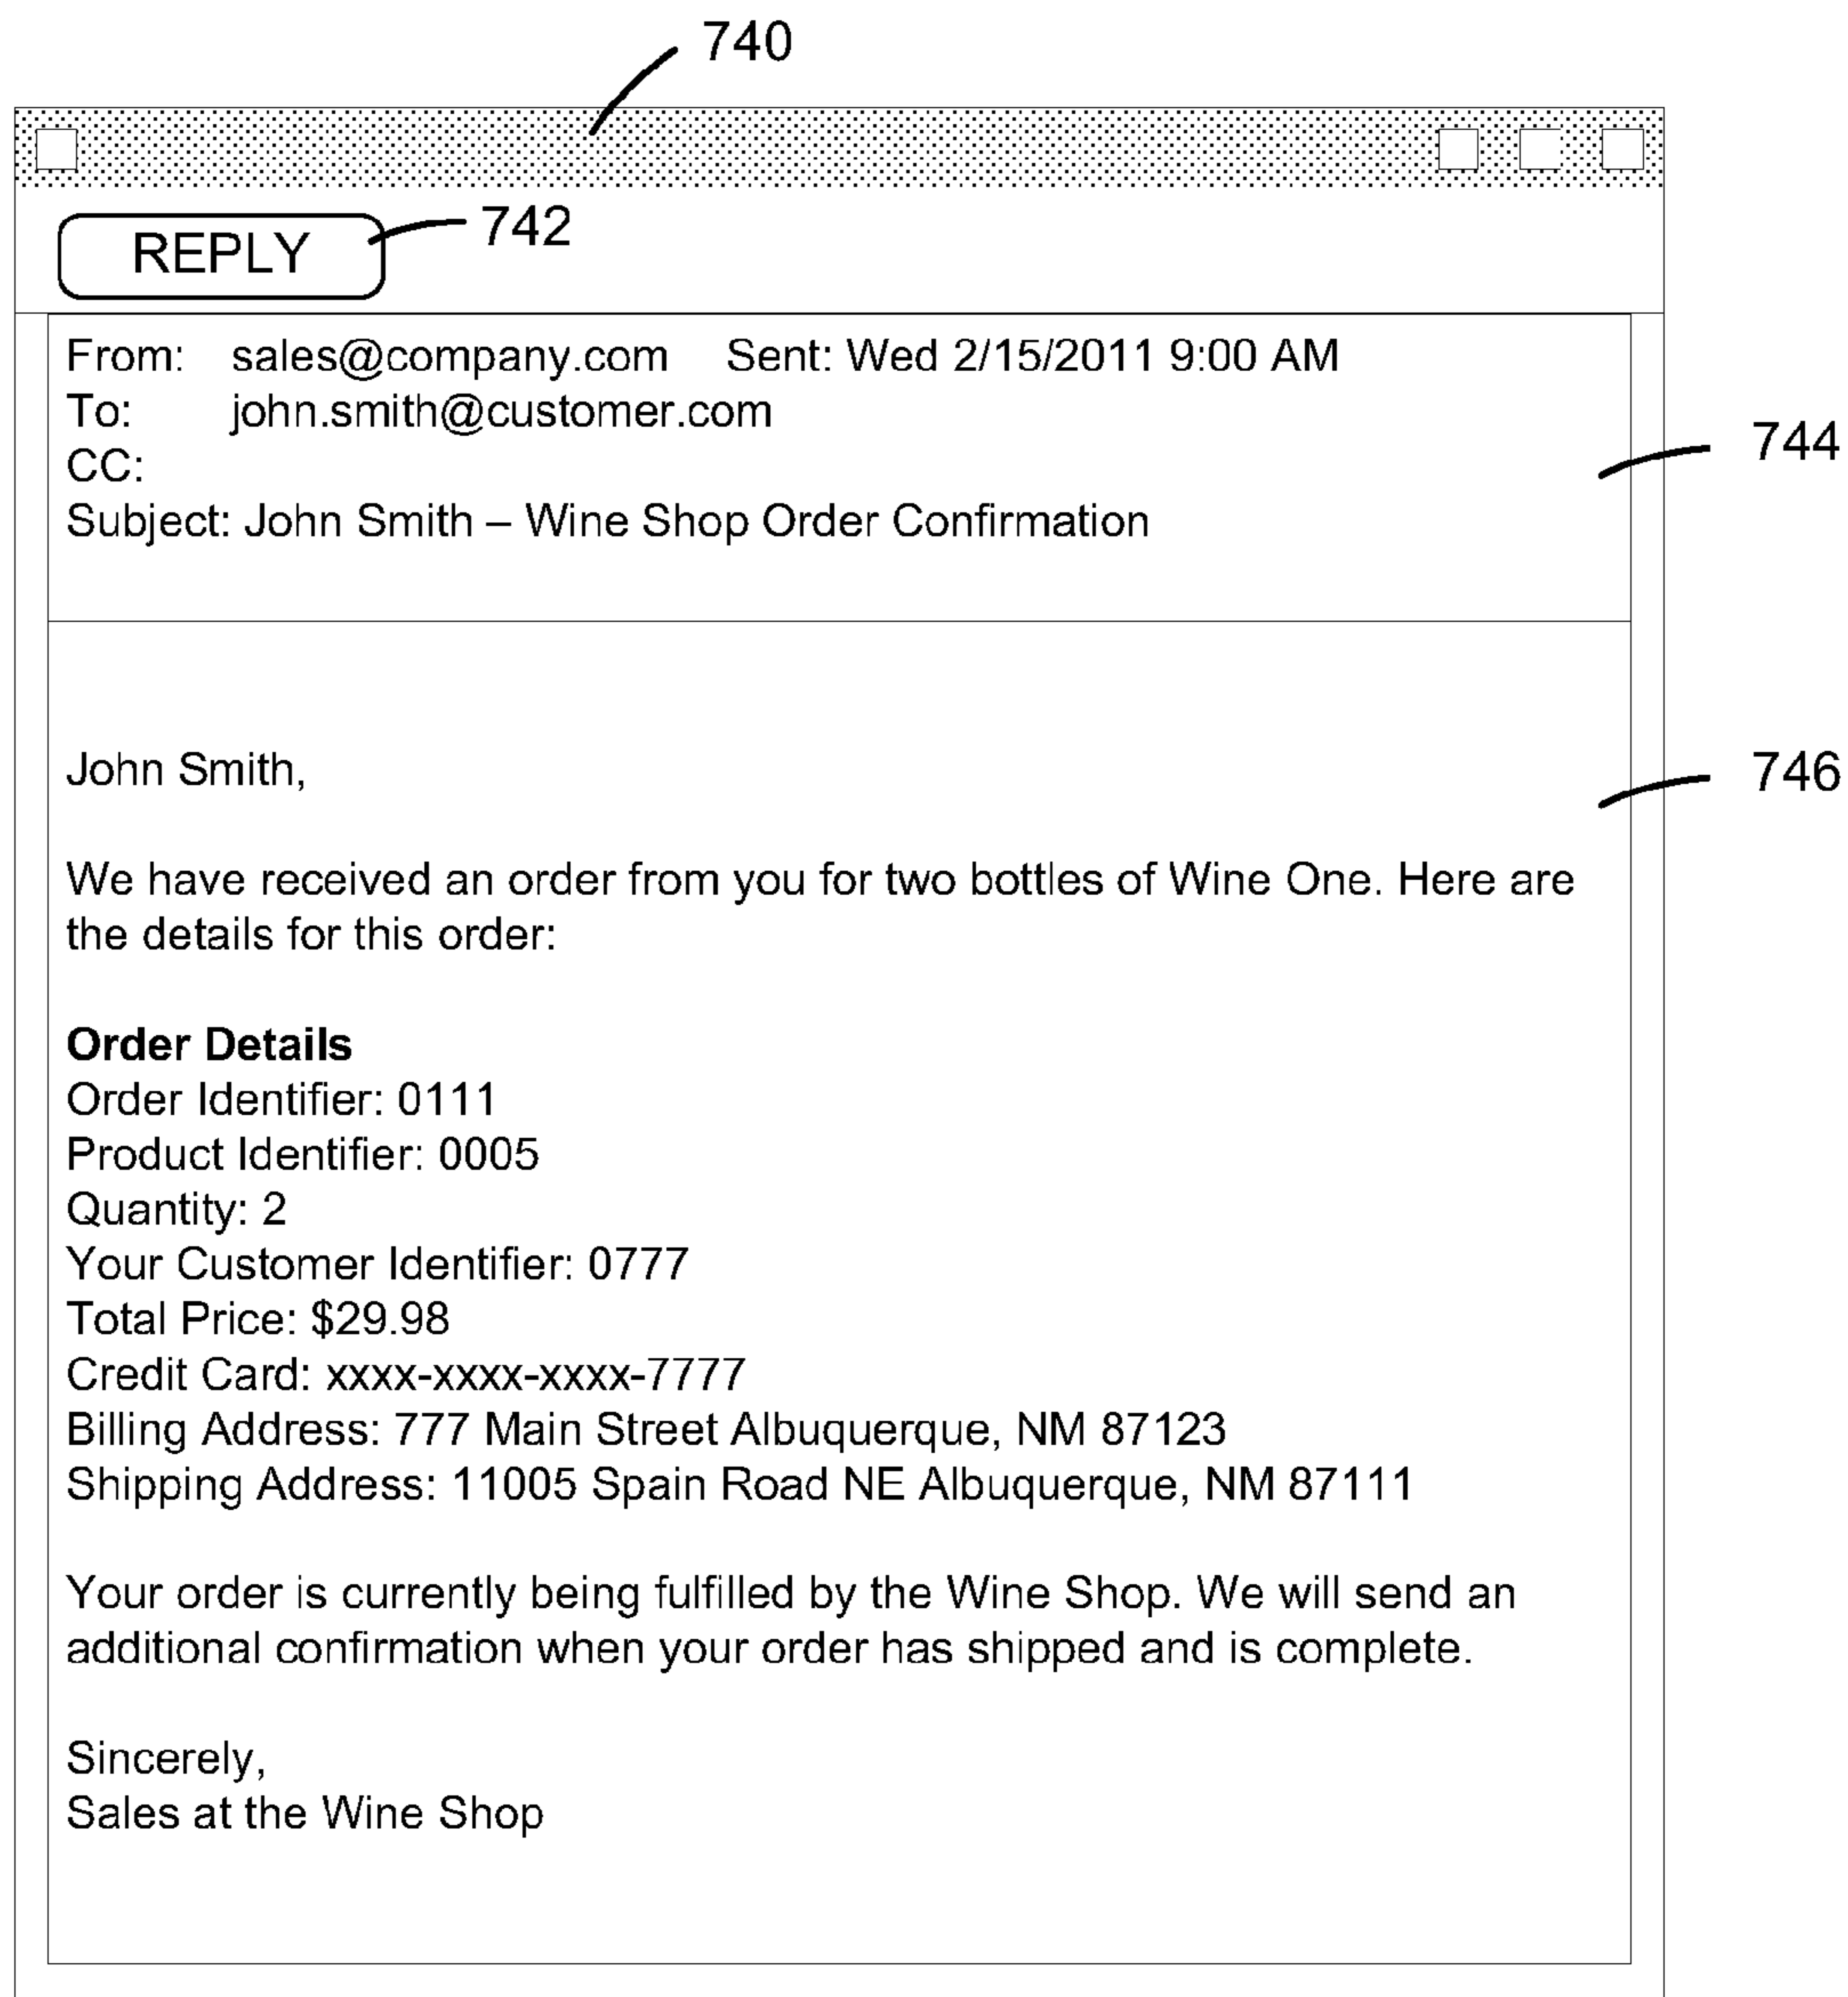 740
REPLY 742
From: sales@company.com Sent: Wed 2/15/2011 9:00 AM
To: john.smith@customer.com
744
CC:
Subject: John Smith – Wine Shop Order Confirmation
John Smith,
746
We have received an order from you for two bottles of Wine One. Here are
the details for this order:
Order Details
Order Identifier: 0111
Product Identifier: 0005
Quantity: 2
Your Customer Identifier: 0777
Total Price: $29.98
Credit Card: xxxx-xxxx-xxxx-7777
Billing Address: 777 Main Street Albuquerque, NM 87123
Shipping Address: 11005 Spain Road NE Albuquerque, NM 87111
Your order is currently being fulfilled by the Wine Shop. We will send an
additional confirmation when your order has shipped and is complete.
Sincerely,
Sales at the Wine Shop